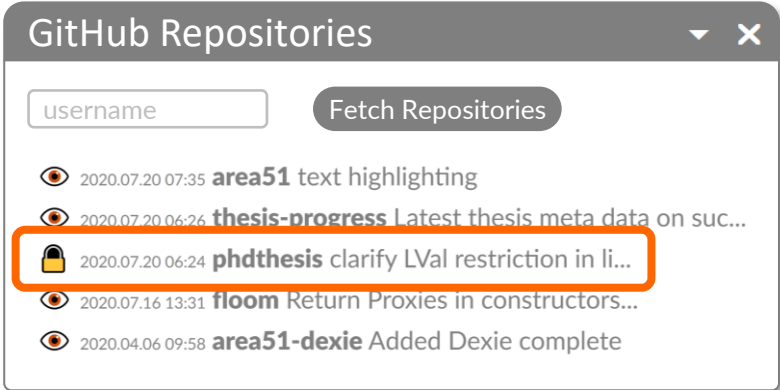 GitHub Repositories
username Fetch Repositories
2020.07.20 07:35 area51 text highlighting
2020.07.20 06:26 thesis-progress Latest thesis meta data on suc...
2020.07.20 06:24 phdthesis clarify LVal restriction in li...
2020.07.16 13:31 floom Return Proxies in constructors...
2020.04.06 09:58 area51-dexie Added Dexie complete